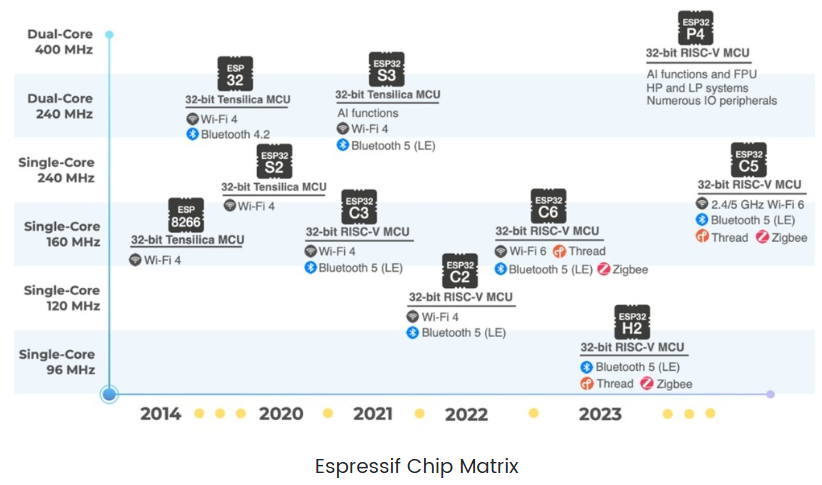 Dual-Core
400 MHz
Dual-Core
240 MHz
Single-Core
240 MHz
Single-Core
160 MHz
Single-Core
120 MHz
Single-Core
96 MHz
ESP
32
32-bit Tensilica MCU
Wi-Fi 4
Bluetooth 4.2
ESP32
S3
32-bit Tensilica MCU
AI functions
Wi-Fi 4
Bluetooth 5 (LE)
ESP32
P4
32-bit RISC-V MCU
AI functions and FPU
HP and LP systems
Numerous IO peripherals
ESP32
S2
32-bit Tensilica MCU
Wi-Fi 4
ESP32
C5
32-bit RISC-V MCU
2.4/5 GHz Wi-Fi 6
Bluetooth 5 (LE)
Thread Zigbee
ESP
8266
32-bit Tensilica MCU
Wi-Fi 4
ESP32
C3
32-bit RISC-V MCU
Wi-Fi 4
Bluetooth 5 (LE)
ESP32
C6
32-bit RISC-V MCU
Wi-Fi 6 Thread
Bluetooth 5 (LE) Zigbee
ESP32
C2
32-bit RISC-V MCU
Wi-Fi 4
Bluetooth 5 (LE)
ESP32
H2
32-bit RISC-V MCU
Bluetooth 5 (LE)
Thread Zigbee
2014 2020 2021 2022 2023
Espressif Chip Matrix